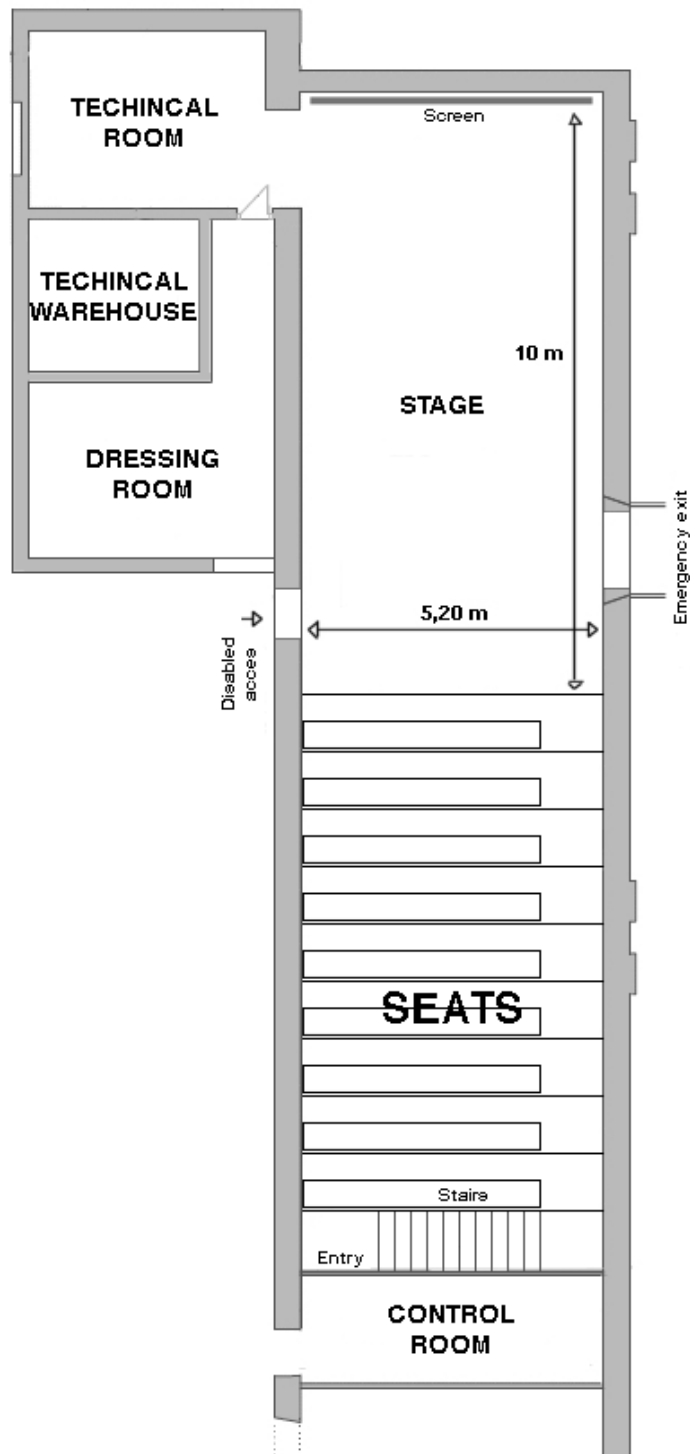 TECHINCAL
ROOM
Screen
TECHINCAL
WAREHOUSE
10 m
STAGE
DRESSING
ROOM
Emergency exit
5,20 m
Disabled
acces
SEATS
Stairs
Entry
CONTROL
ROOM